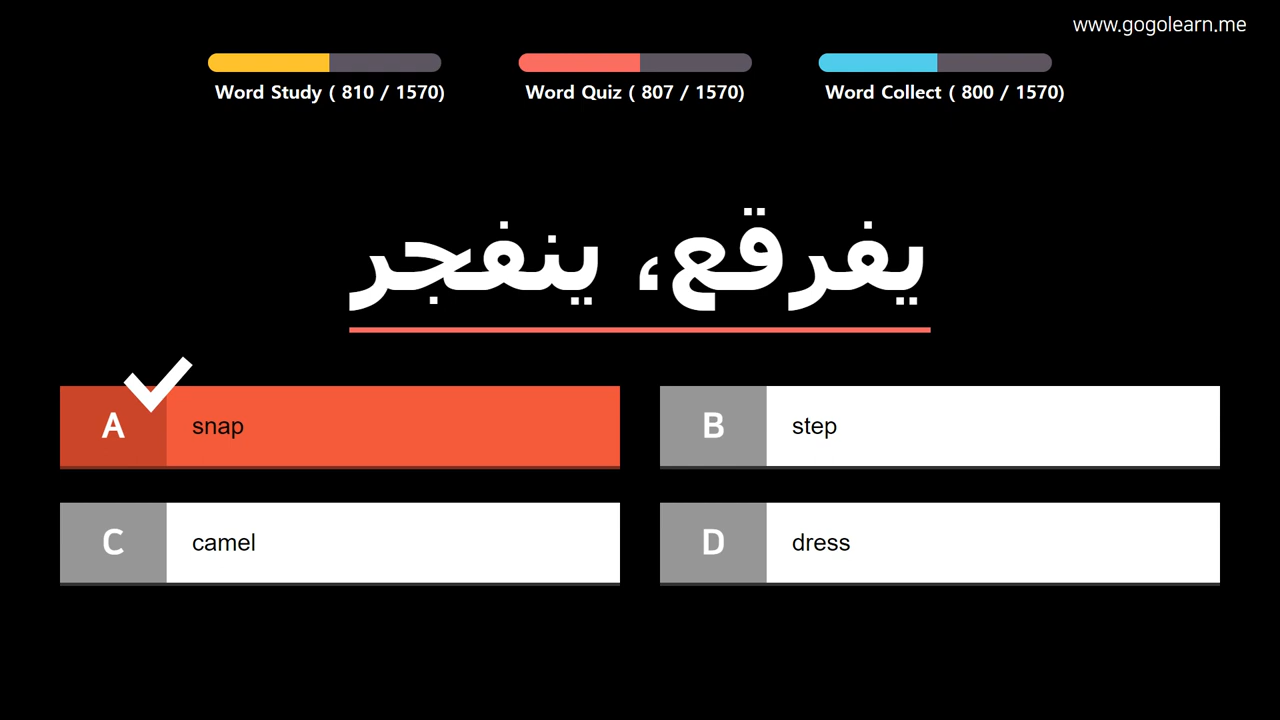 www.gogolearn.me
Word Study ( 810 / 1570)
Word Quiz ( 807 / 1570)
Word Collect ( 800 / 1570)
يفرقع، ينفجر
A snap
B step
C camel
D dress